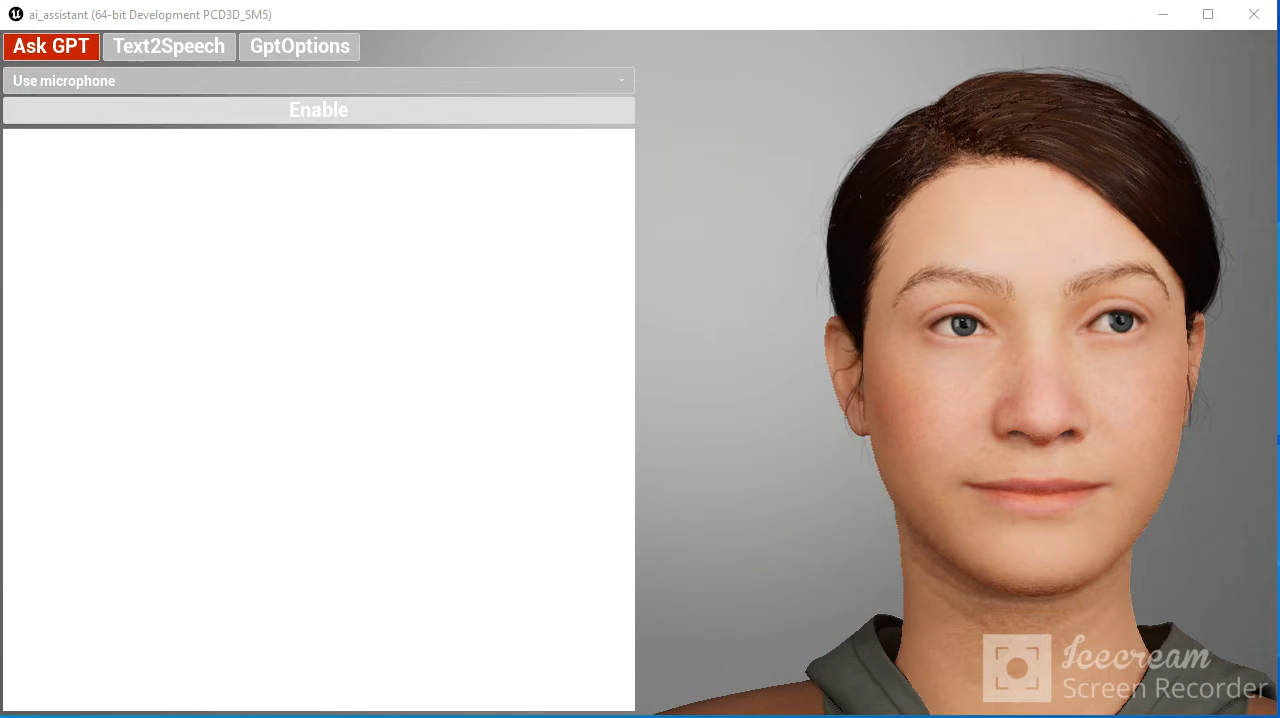 ai_assistant (64-bit Development PCD3D_SM5)
Ask GPT Text2Speech GptOptions
Use microphone
Enable
Icecream
Screen Recorder